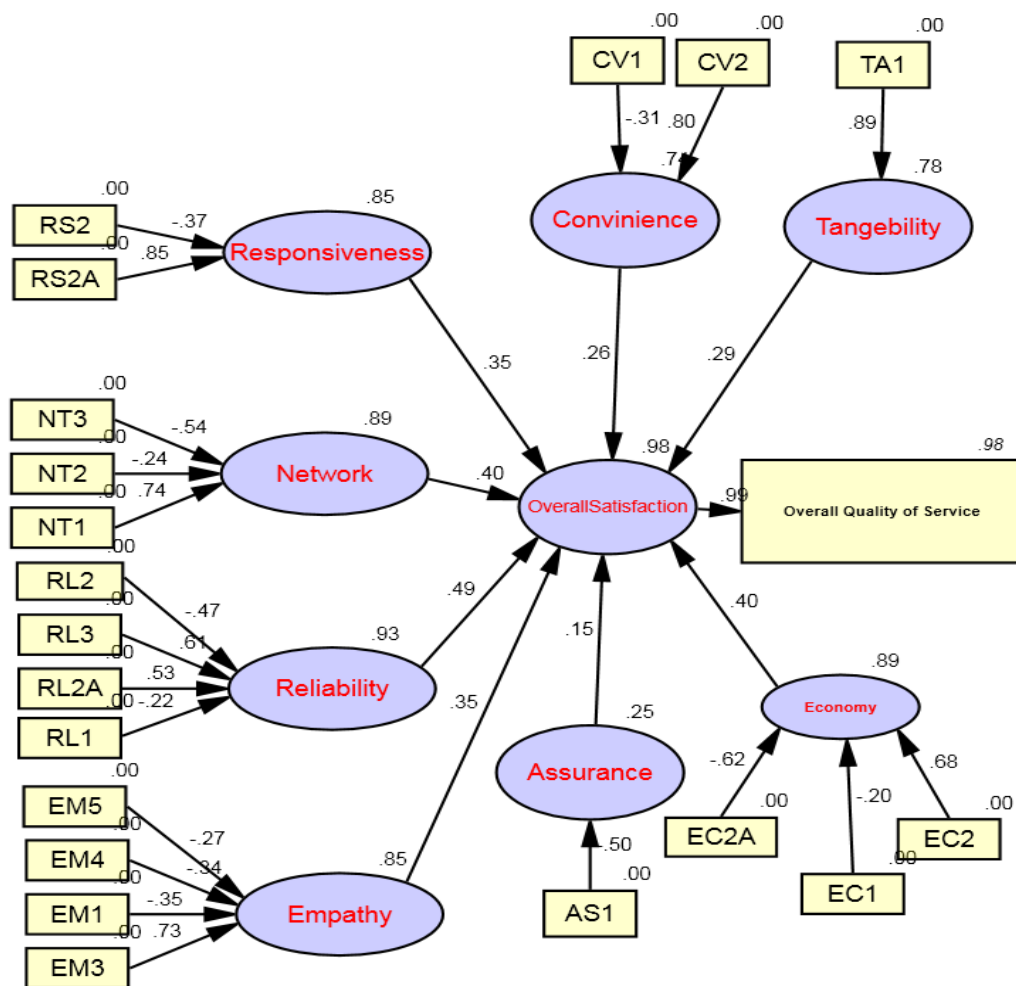 .00
.00
.00
CV1
CV2
TA1
-.31
.80
.89
.74
.78
Convinience
Tangebility
.00
RS2
-.37
.85
.00
RS2A
.85
Responsiveness
.35
.26
.29
.00
NT3
-.54
.89
.00
NT2
-.24
Network
.40
.00
NT1
.74
.98
OverallSatisfaction
.99
.98
Overall Quality of Service
.00
RL2
-.47
.00
RL3
.61
.93
.49
.00
RL2A
.53
Reliability
.00
RL1
-.22
.35
.15
.40
.25
Assurance
.89
Economy
-.62
-.20
.68
.00
EC2A
.00
EC1
.00
EC2
-.50
.00
AS1
.00
EM5
-.27
.00
EM4
-.34
.85
.00
EM1
-.35
Empathy
.00
EM3
.73